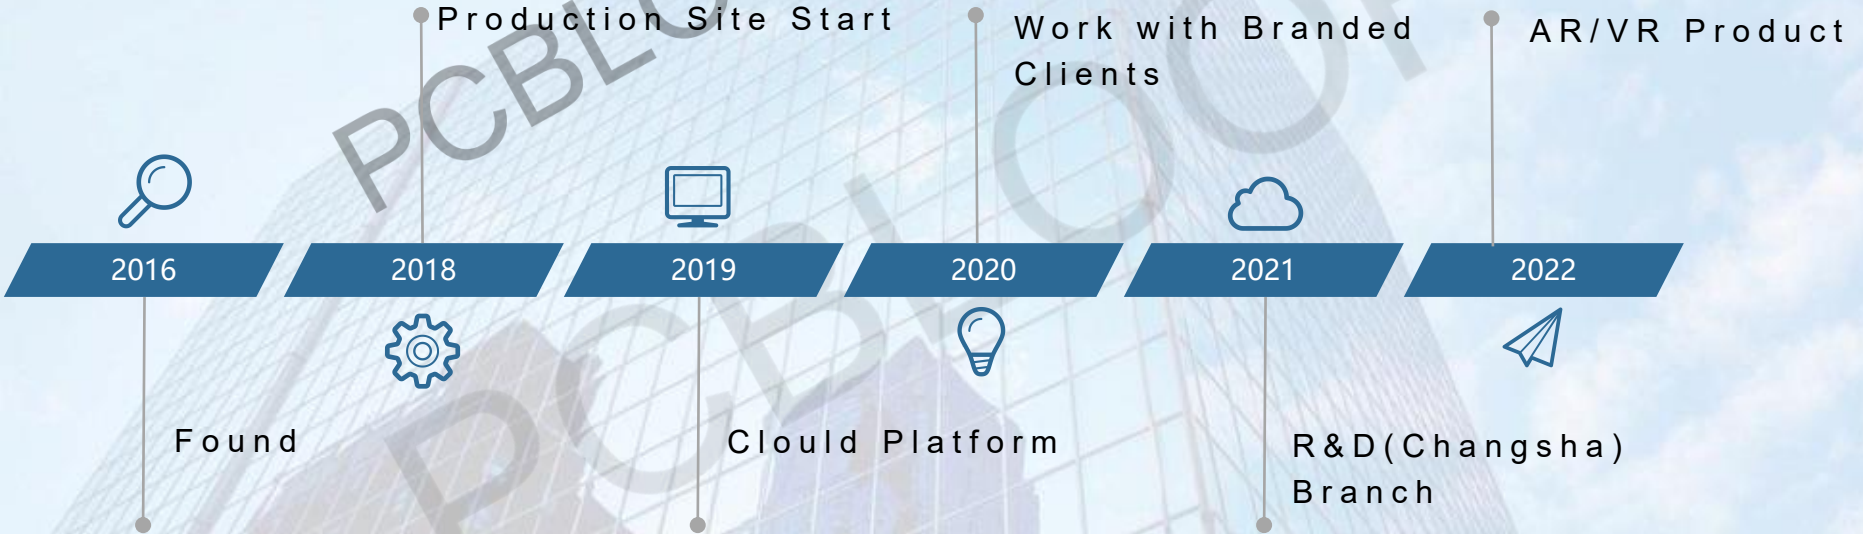 Production Site Start
Work with Branded
Clients
AR/VR Product
PCBLOOP
2016
2018
2019
2020
2021
2022
Found
Clould Platform
R&D(Changsha)
Branch